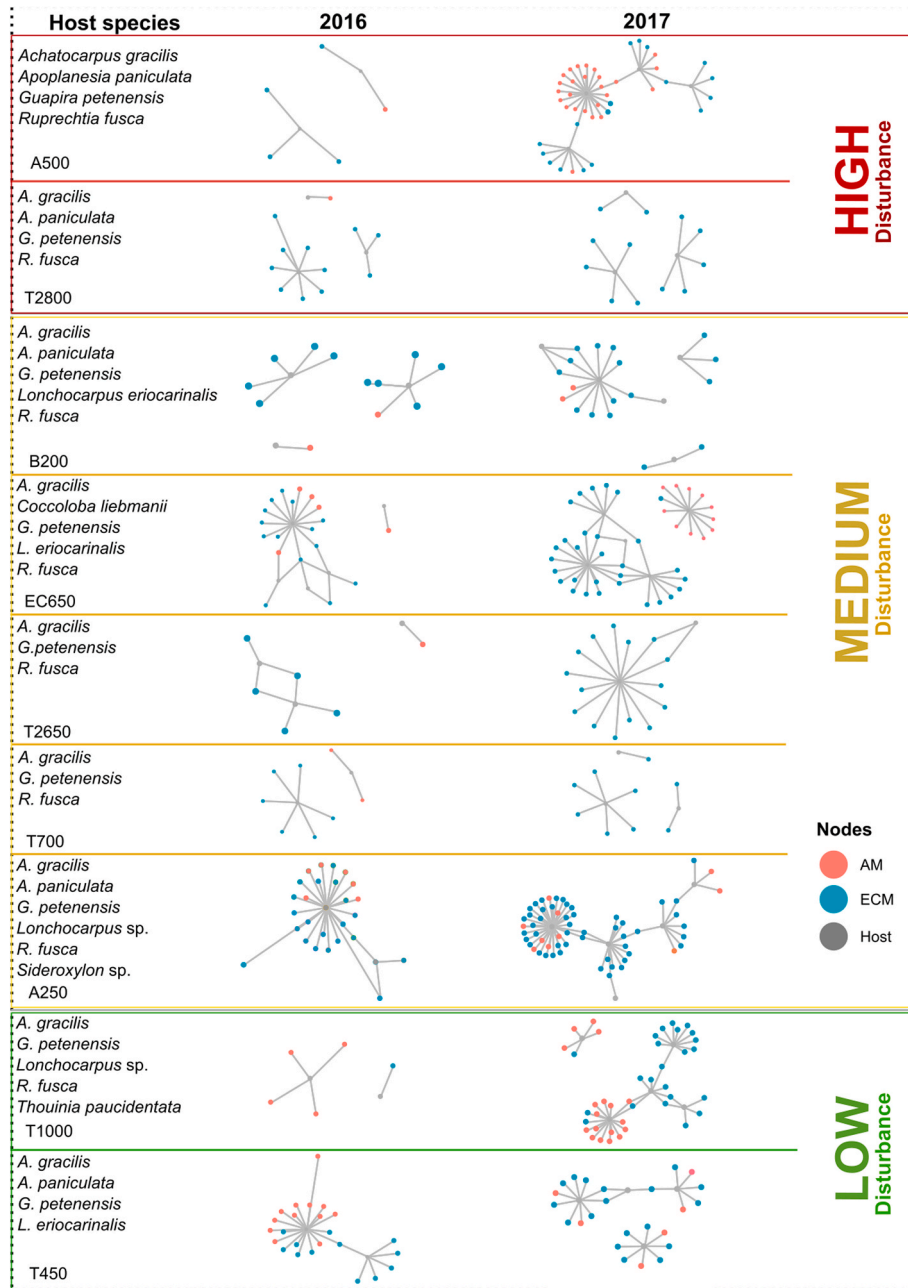 Host species 2016 2017
Achatocarpus gracilis
Apoplanesia paniculata
Guapira petenensis
Ruprechtia fusca
A500
A. gracilis
A. paniculata
G. petenensis
R. fusca
T2800
HIGH
Disturbance
A. gracilis
A. paniculata
G. petenensis
Lonchocarpus eriocarinalis
R. fusca
B200
A. gracilis
Coccoloba liebmanii
G. petenensis
L. eriocarinalis
R. fusca
EC650
A. gracilis
G.petenensis
R. fusca
T2650
A. gracilis
G. petenensis
R. fusca
T700
A. gracilis
A. paniculata
G. petenensis
Lonchocarpus sp.
R. fusca
Sideroxylon sp.
A250
MEDIUM
Disturbance
Nodes
AM
ECM
Host
A. gracilis
G. petenensis
Lonchocarpus sp.
R. fusca
Thouinia paucidentata
T1000
A. gracilis
A. paniculata
G. petenensis
L. eriocarinalis
T450
LOW
Disturbance